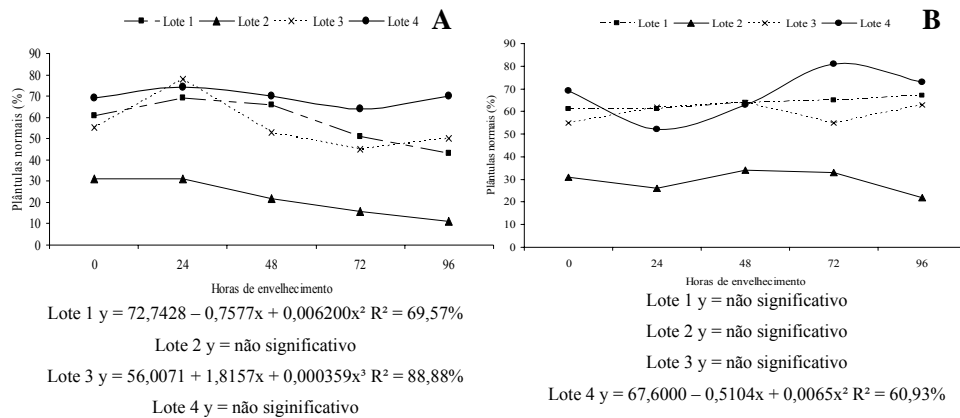 Lote 1 Lote 2 Lote 3 Lote 4 A
Plântulas normais (%)
90
80
70
60
50
40
30
20
10
0
0 24 48 72 96
Horas de envelhecimento
Lote 1 y = 72,7428 – 0,7577x + 0,006200x² R² = 69,57%
Lote 2 y = não significativo
Lote 3 y = 56,0071 + 1,8157x + 0,000359x³ R² = 88,88%
Lote 4 y = não siginificativo
Lote 1 Lote 2 Lote 3 Lote 4 B
Plântulas normais (%)
90
80
70
60
50
40
30
20
10
0
0 24 48 72 96
Horas de envelhecimento
Lote 1 y = não significativo
Lote 2 y = não significativo
Lote 3 y = não significativo
Lote 4 y = 67,6000 – 0,5104x + 0,0065x² R² = 60,93%